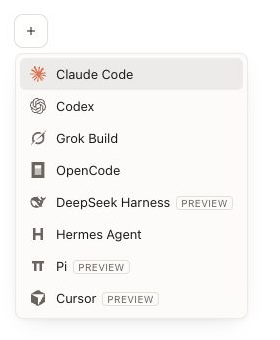 +
Claude Code
Codex
Grok Build
OpenCode
DeepSeek Harness PREVIEW
Hermes Agent
Pi PREVIEW
Cursor PREVIEW